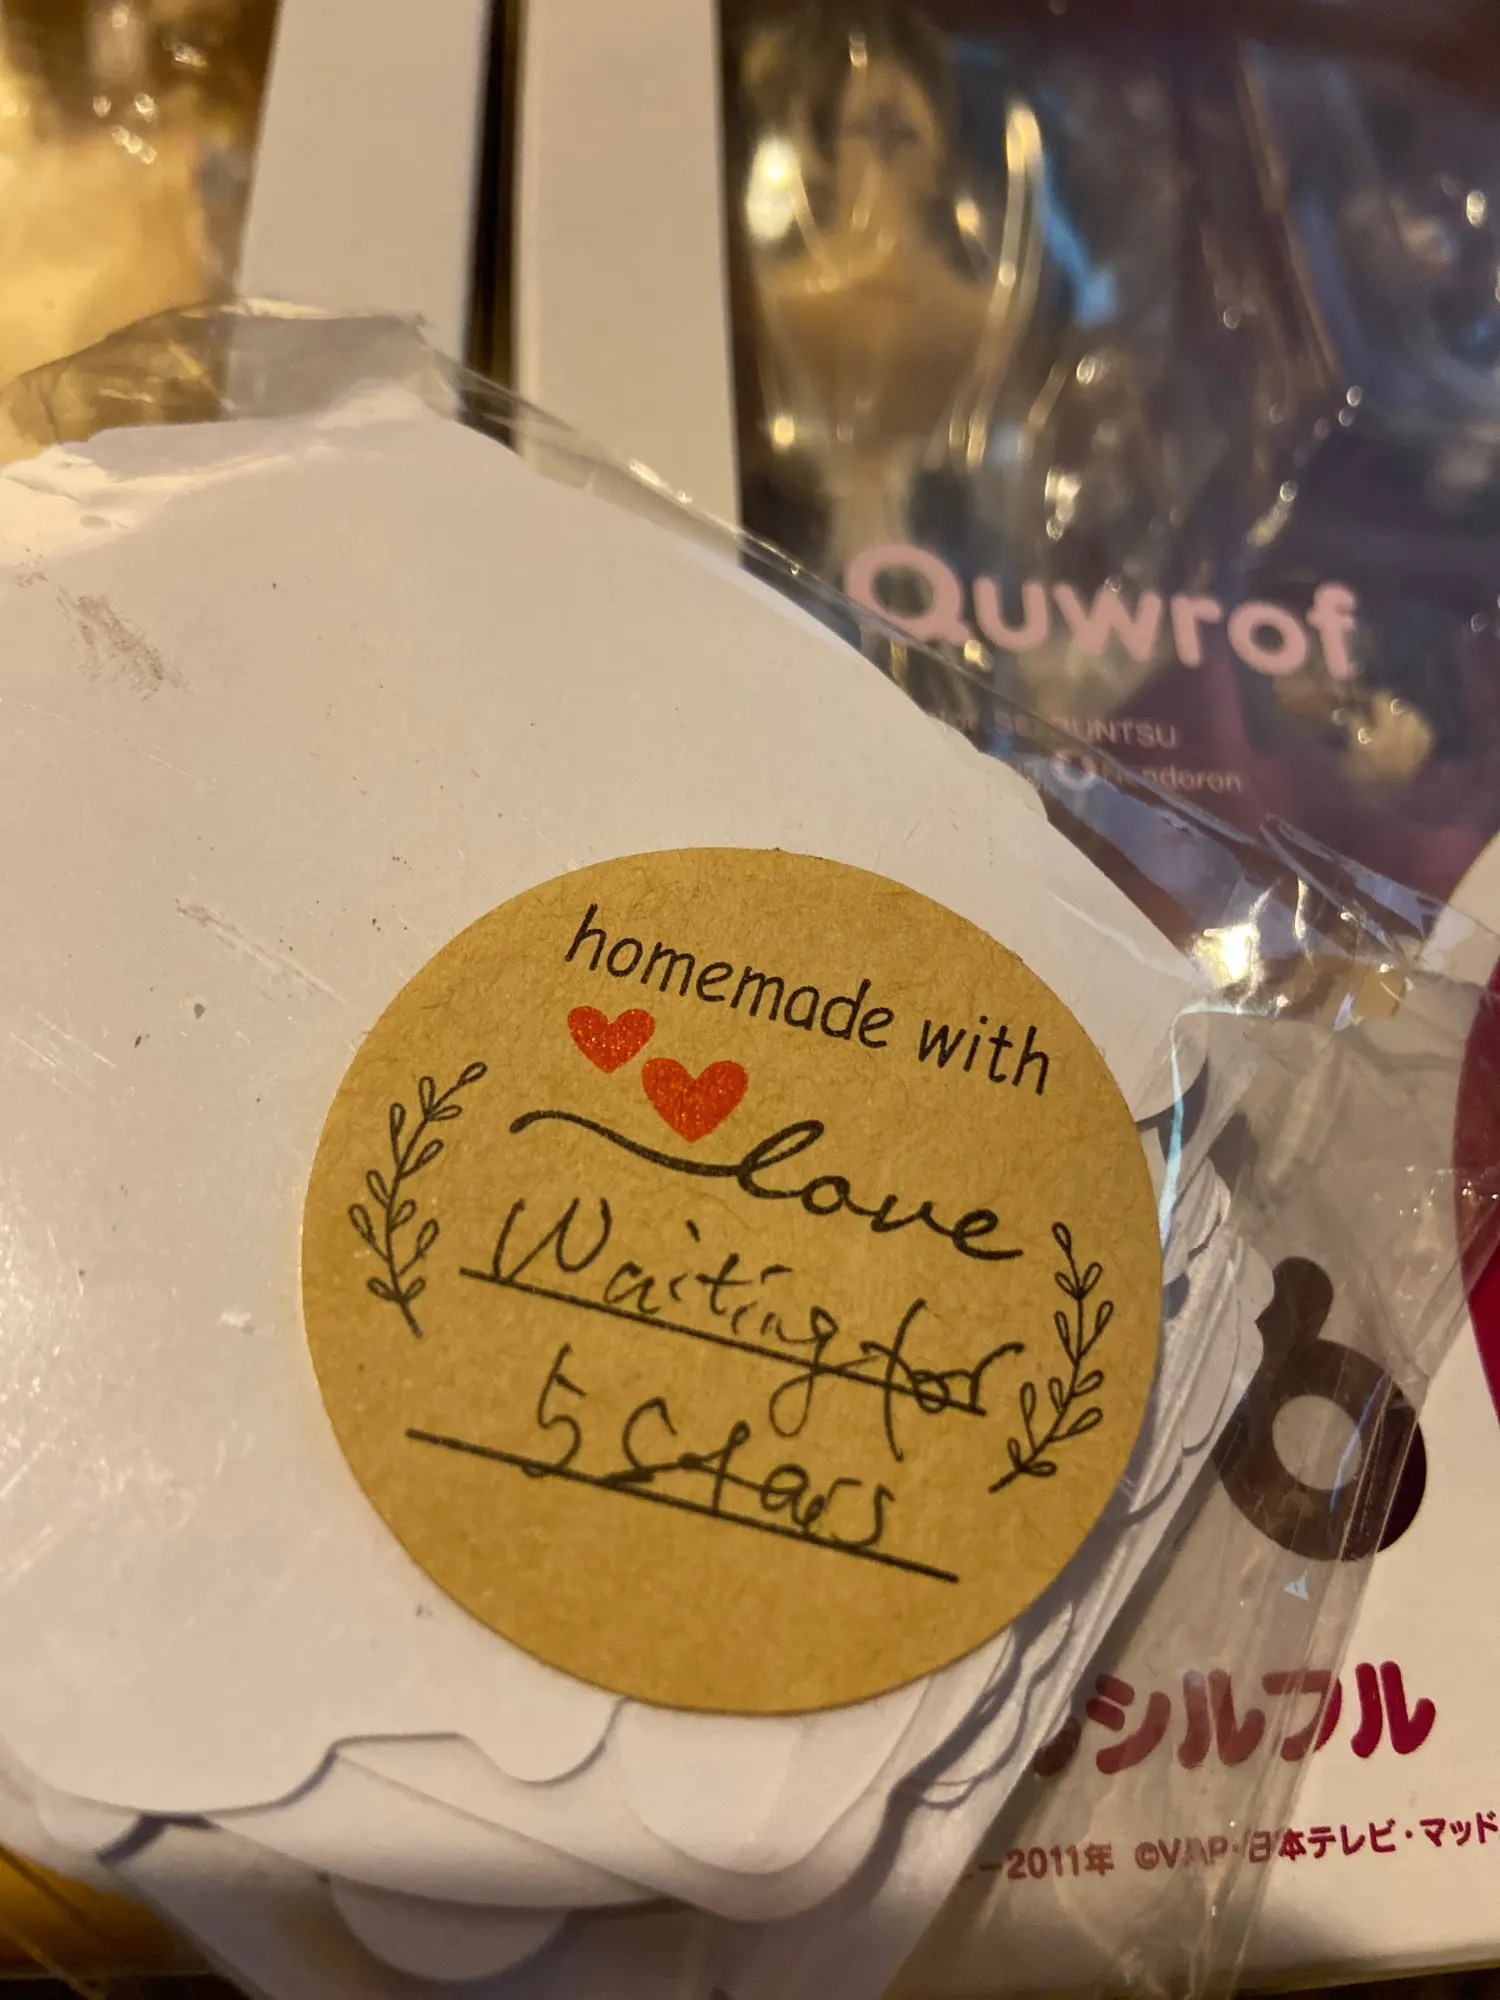 Quwrof
homemade with
love
Waiting for
5 Stars
シルフル
2011年 ©VAP・日本テレビ・マッド